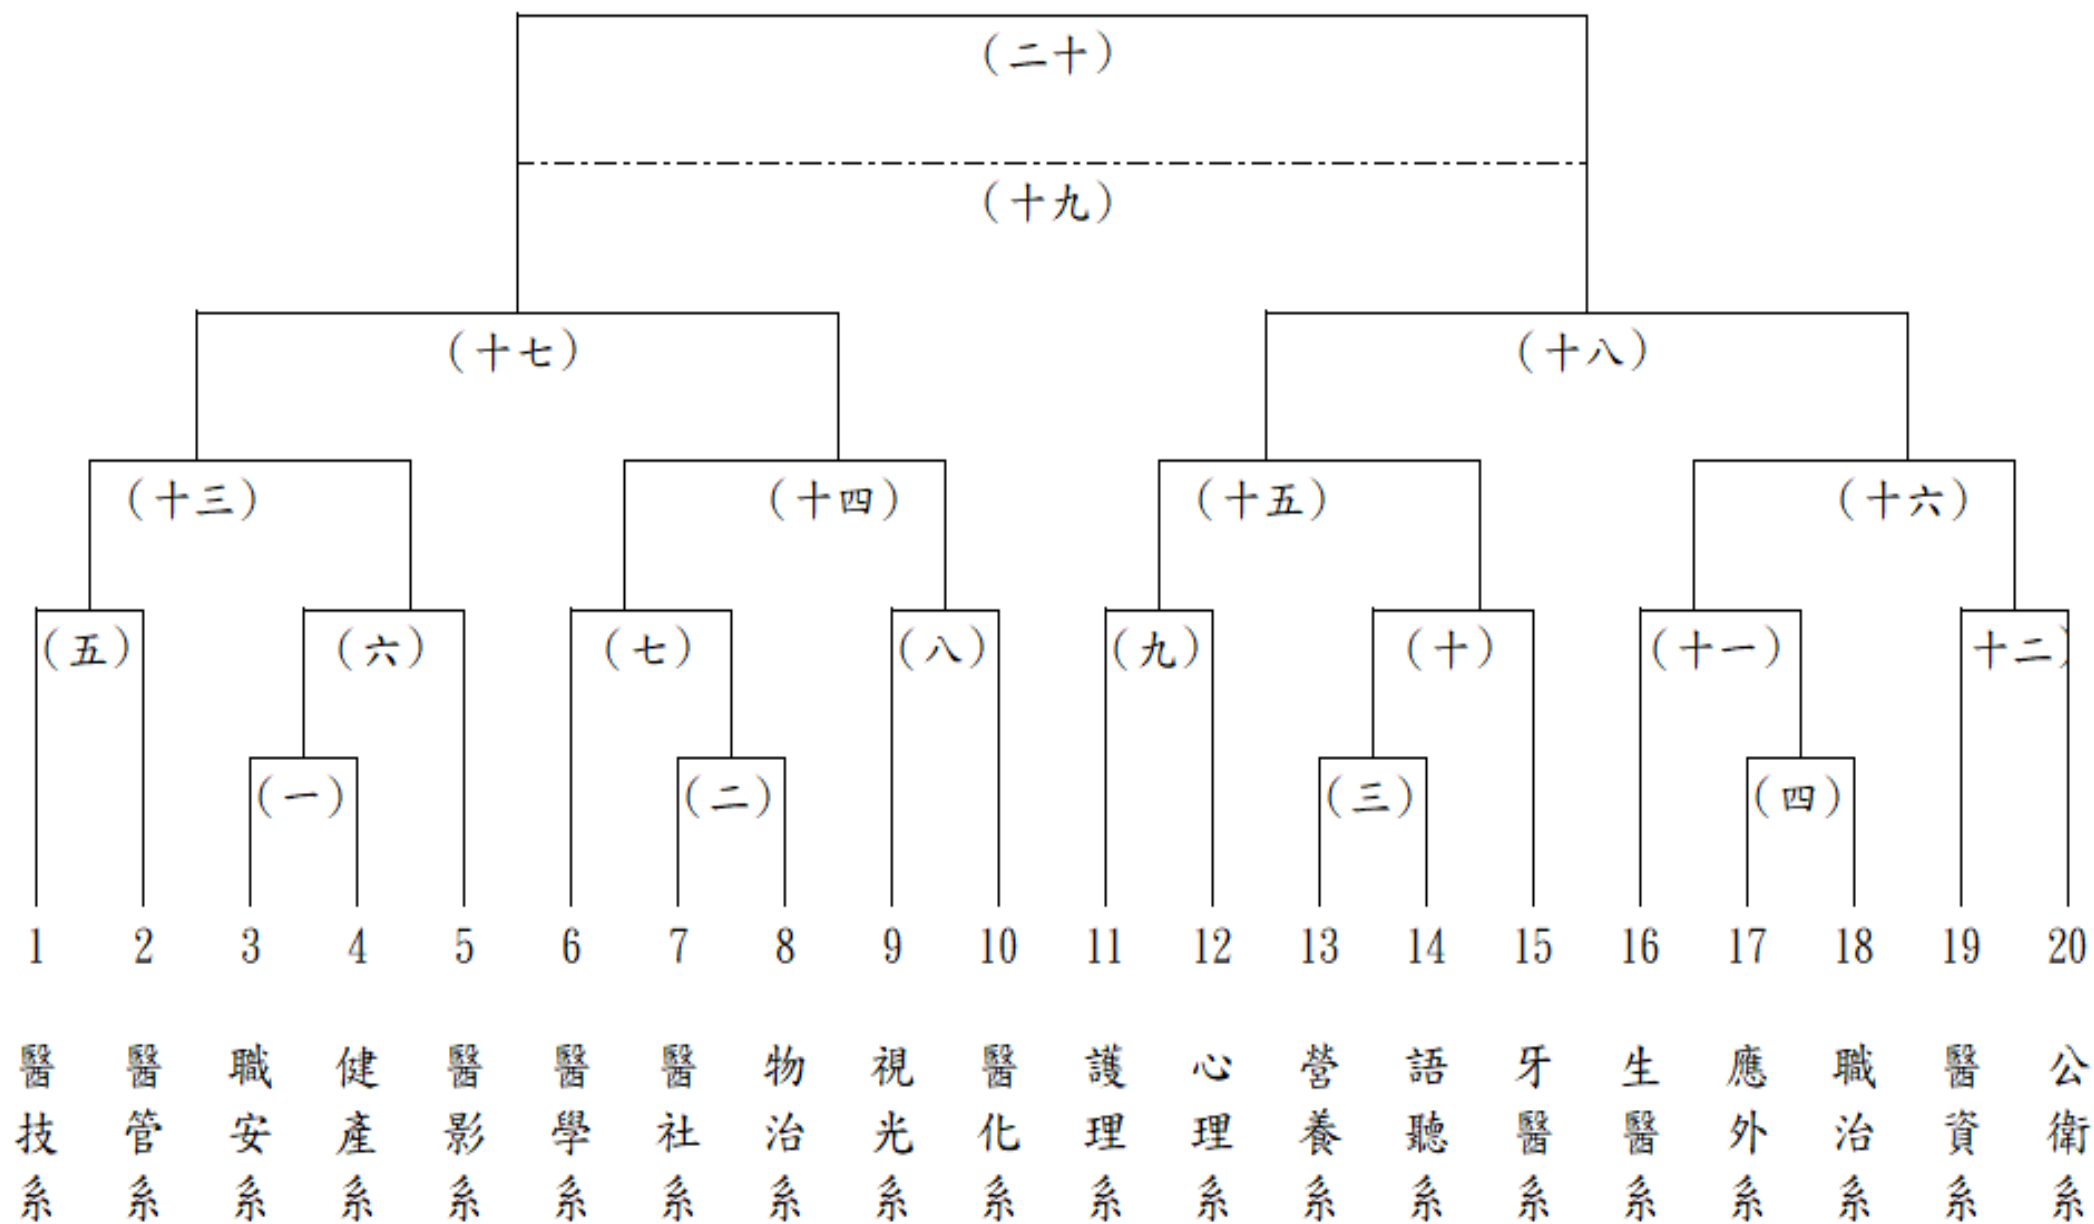 （二十）
（十九）
（十七） （十八）
（十三） （十四） （十五） （十六）
（五） （六） （七） （八） （九） （十） （十一） 十二）
（一） （二） （三） （四）
1 2 3 4 5 6 7 8 9 10 11 12 13 14 15 16 17 18 19 20
醫技系
醫管系
職安系
健產系
醫影系
醫學系
醫社系
物治系
視光系
醫化系
護理系
心理系
營養系
語聽系
牙醫系
生醫系
應外系
職治系
醫資系
公衛系